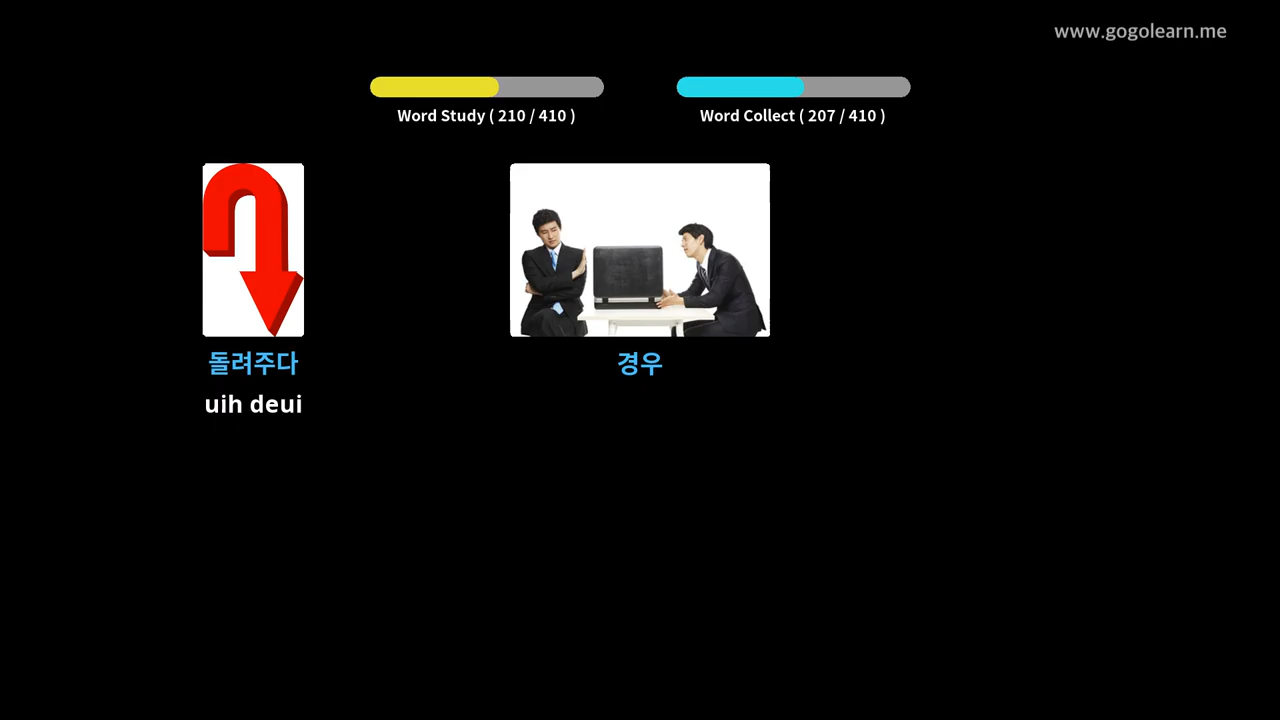 www.gogolearn.me
Word Study ( 210 / 410 )
Word Collect ( 207 / 410 )
돌려주다
경우
uih deui